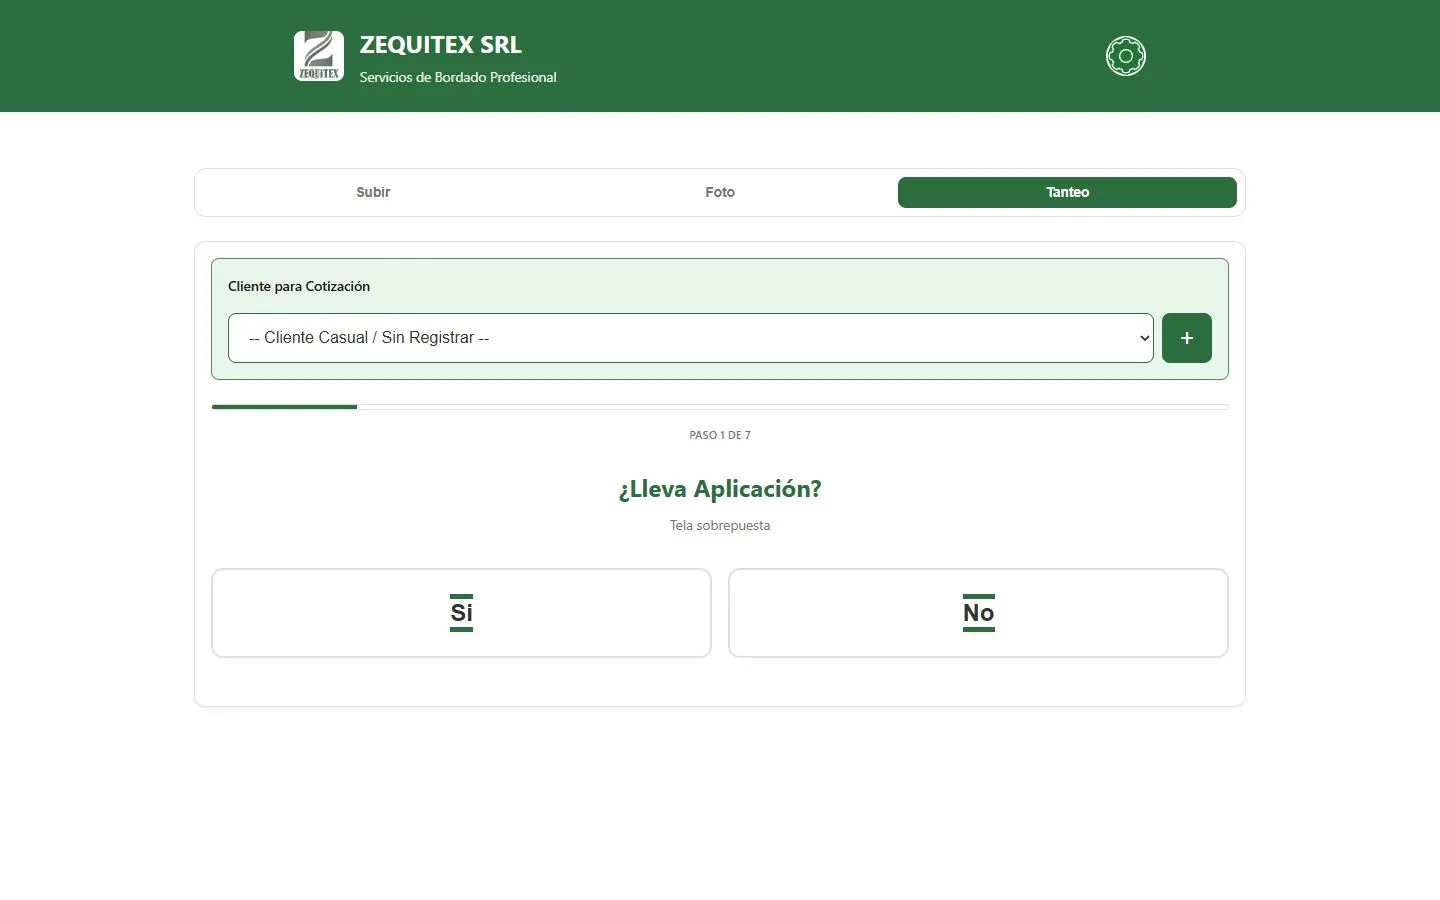 ZEQUITEX
ZEQUITEX SRL
Servicios de Bordado Profesional
Subir
Foto
Tanteo
Cliente para Cotización
-- Cliente Casual / Sin Registrar --
+
PASO 1 DE 7
¿Lleva Aplicación?
Tela sobrepuesta
Si
No